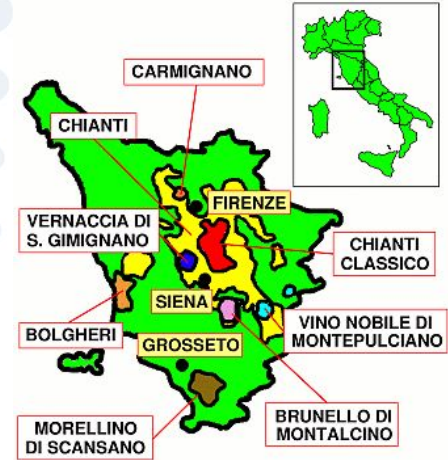 CARMIGNANO
CHIANTI
FIRENZE
VERNACCIA DI
S. GIMIGNANO
CHIANTI
CLASSICO
SIENA
BOLGHERI
VINO NOBILE DI
MONTEPULCIANO
GROSSETO
MORELLINO
DI SCANSANO
BRUNELLO DI
MONTALCINO